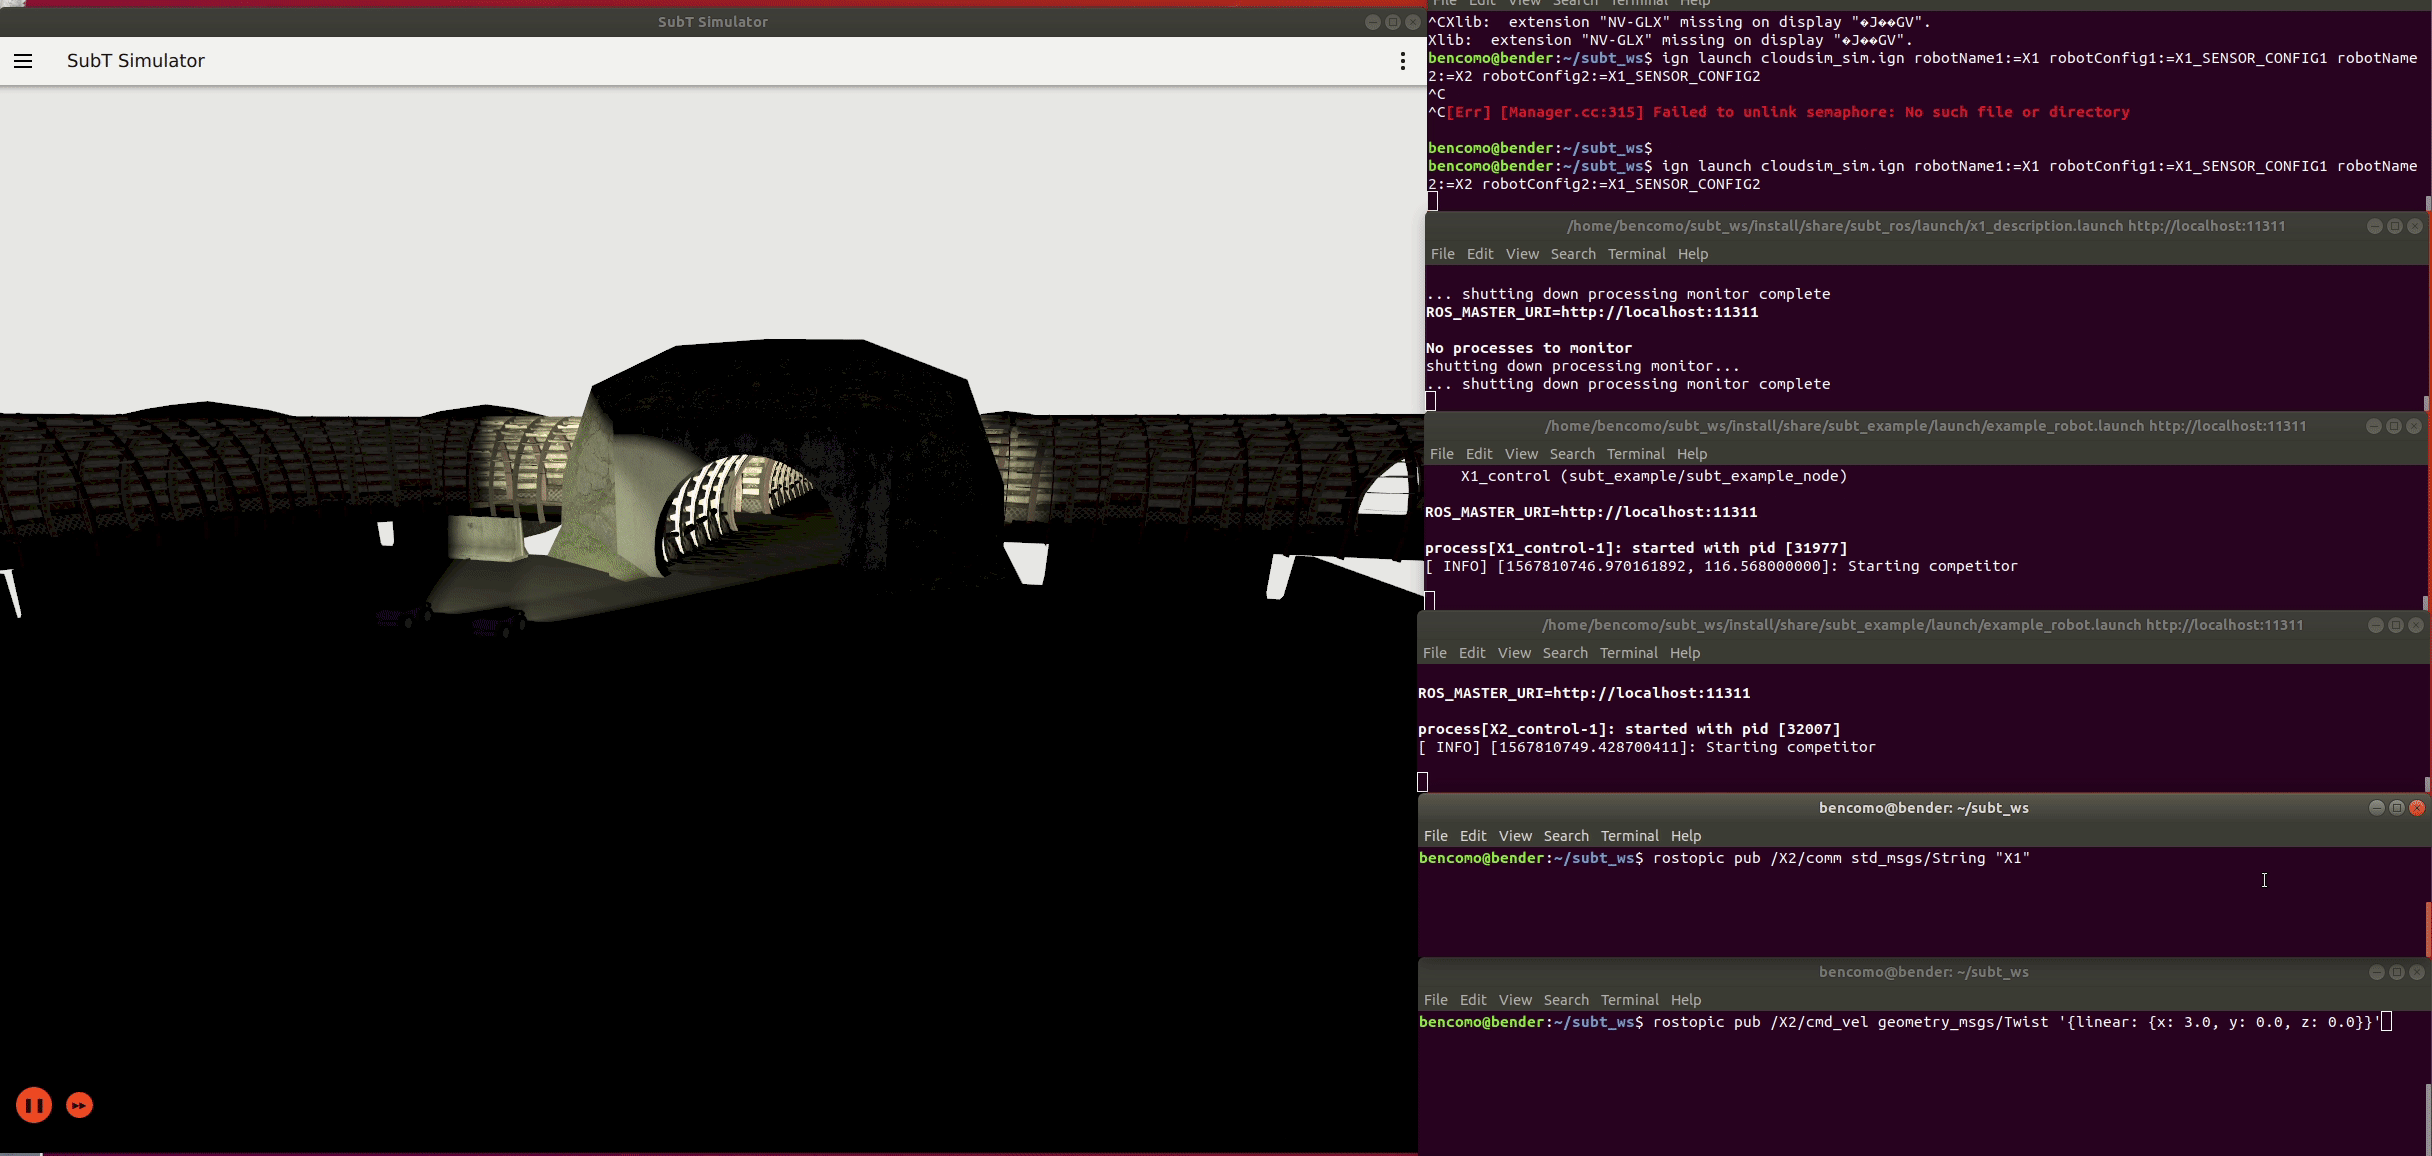 SubT Simulator
SubT Simulator
File Edit View Search Terminal Help
^CXlib:  extension "NV-GLX" missing on display "�J��GV".
Xlib:  extension "NV-GLX" missing on display "�J��GV".
bencomo@bender:~/subt_ws$ ign launch cloudsim_sim.ign robotName1:=X1 robotConfig1:=X1_SENSOR_CONFIG1 robotName
2:=X2 robotConfig2:=X1_SENSOR_CONFIG2
^C
^C[Err] [Manager.cc:315] Failed to unlink semaphore: No such file or directory
bencomo@bender:~/subt_ws$
bencomo@bender:~/subt_ws$ ign launch cloudsim_sim.ign robotName1:=X1 robotConfig1:=X1_SENSOR_CONFIG1 robotName
2:=X2 robotConfig2:=X1_SENSOR_CONFIG2
/home/bencomo/subt_ws/install/share/subt_ros/launch/x1_description.launch http://localhost:11311
File Edit View Search Terminal Help
... shutting down processing monitor complete
ROS_MASTER_URI=http://localhost:11311
No processes to monitor
shutting down processing monitor...
... shutting down processing monitor complete
/home/bencomo/subt_ws/install/share/subt_example/launch/example_robot.launch http://localhost:11311
File Edit View Search Terminal Help
X1_control (subt_example/subt_example_node)
ROS_MASTER_URI=http://localhost:11311
process[X1_control-1]: started with pid [31977]
[ INFO] [1567810746.970161892, 116.568000000]: Starting competitor
/home/bencomo/subt_ws/install/share/subt_example/launch/example_robot.launch http://localhost:11311
File Edit View Search Terminal Help
ROS_MASTER_URI=http://localhost:11311
process[X2_control-1]: started with pid [32007]
[ INFO] [1567810749.428700411]: Starting competitor
bencomo@bender: ~/subt_ws
File Edit View Search Terminal Help
bencomo@bender:~/subt_ws$ rostopic pub /X2/comm std_msgs/String "X1"
bencomo@bender: ~/subt_ws
File Edit View Search Terminal Help
bencomo@bender:~/subt_ws$ rostopic pub /X2/cmd_vel geometry_msgs/Twist '{linear: {x: 3.0, y: 0.0, z: 0.0}}'